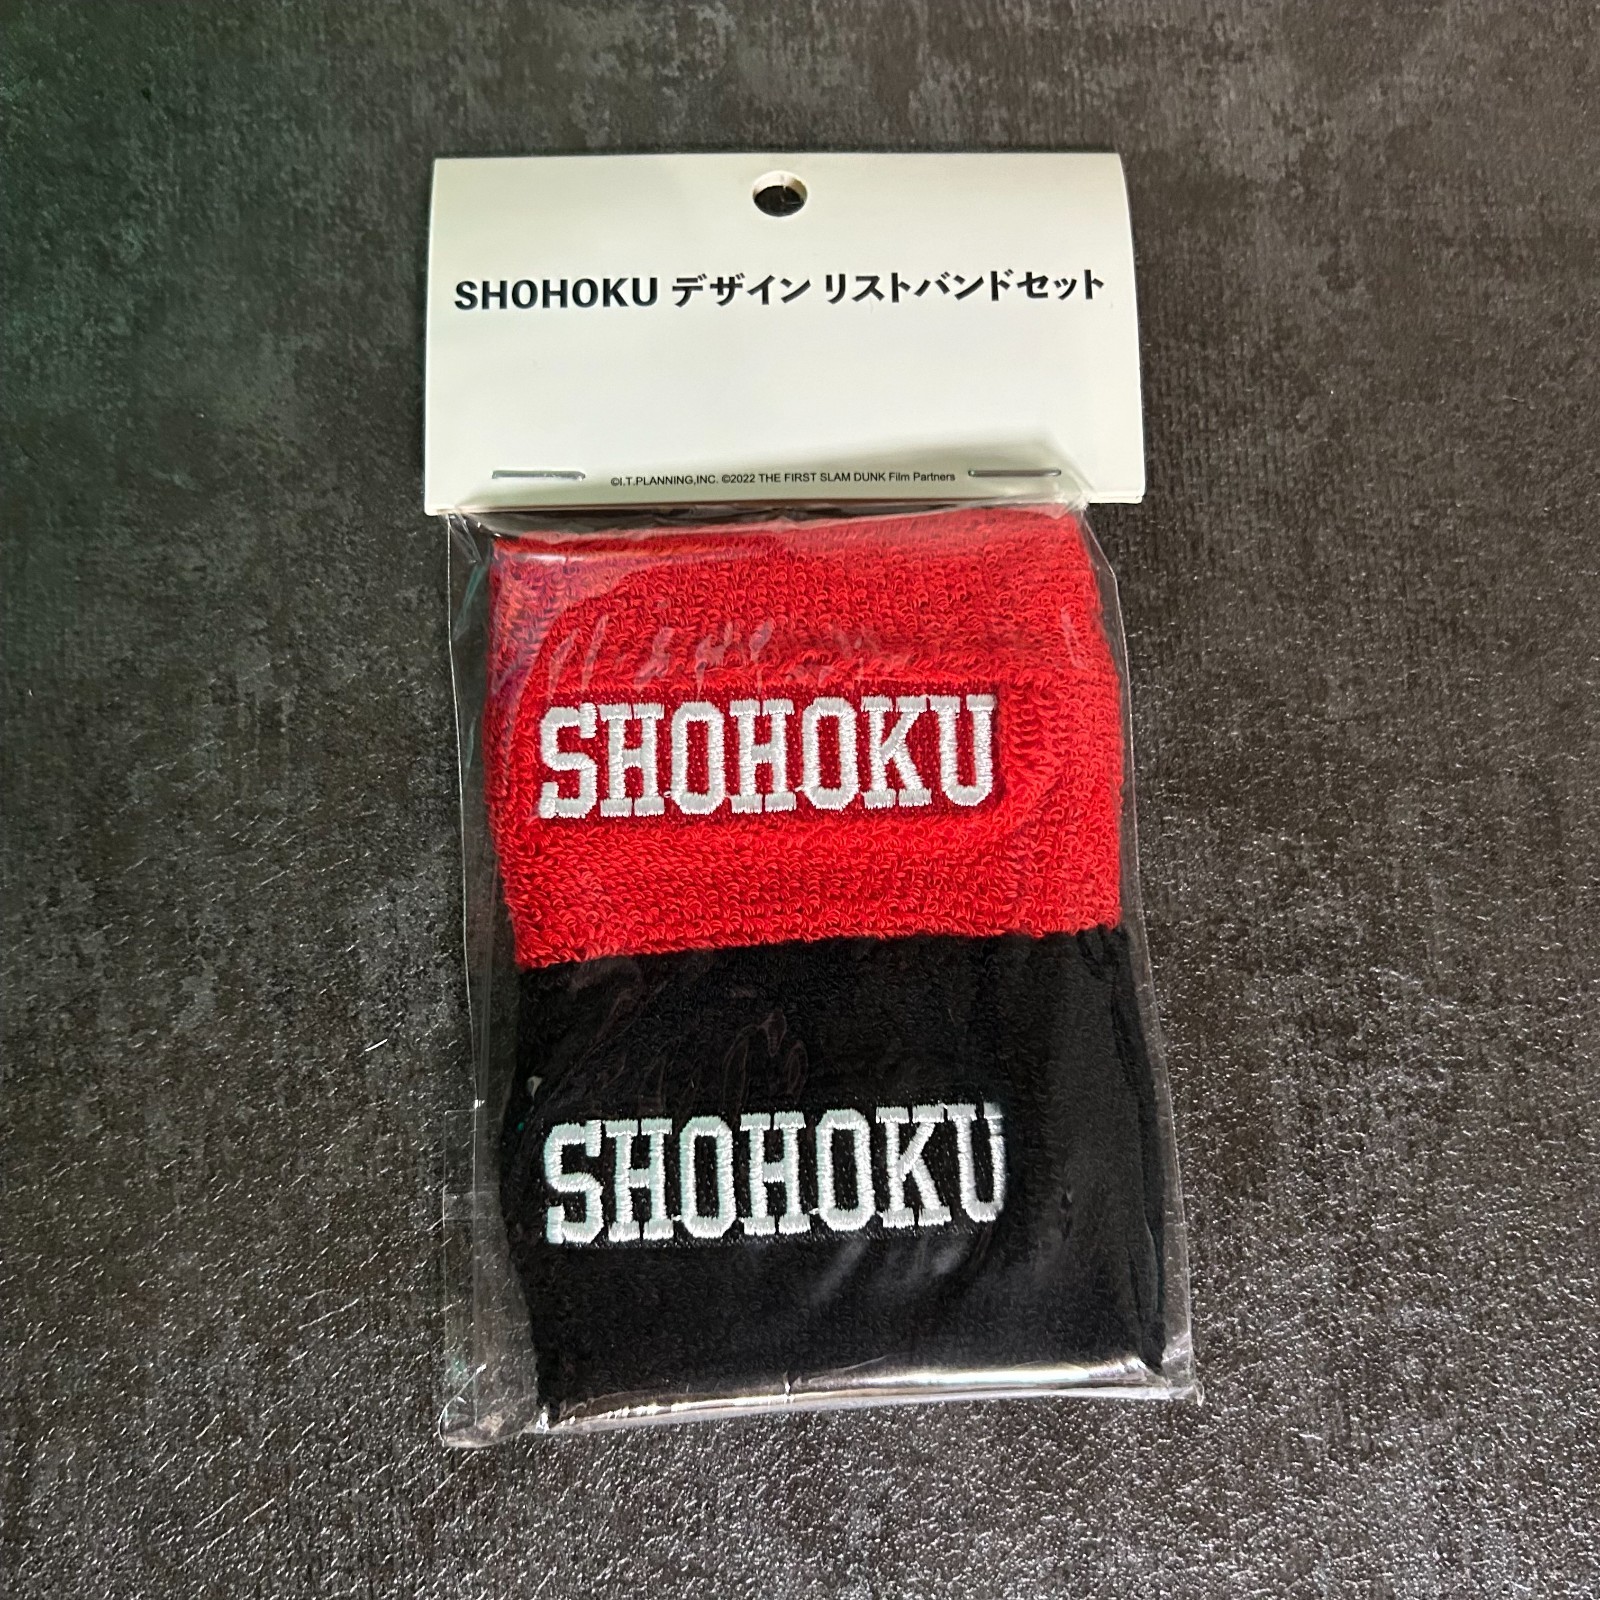 SHOHOKU デザイン リストバンドセット
©I.T.PLANNING,INC. ©2022 THE FIRST SLAM DUNK Film Partners
SHOHOKU
SHOHOKU